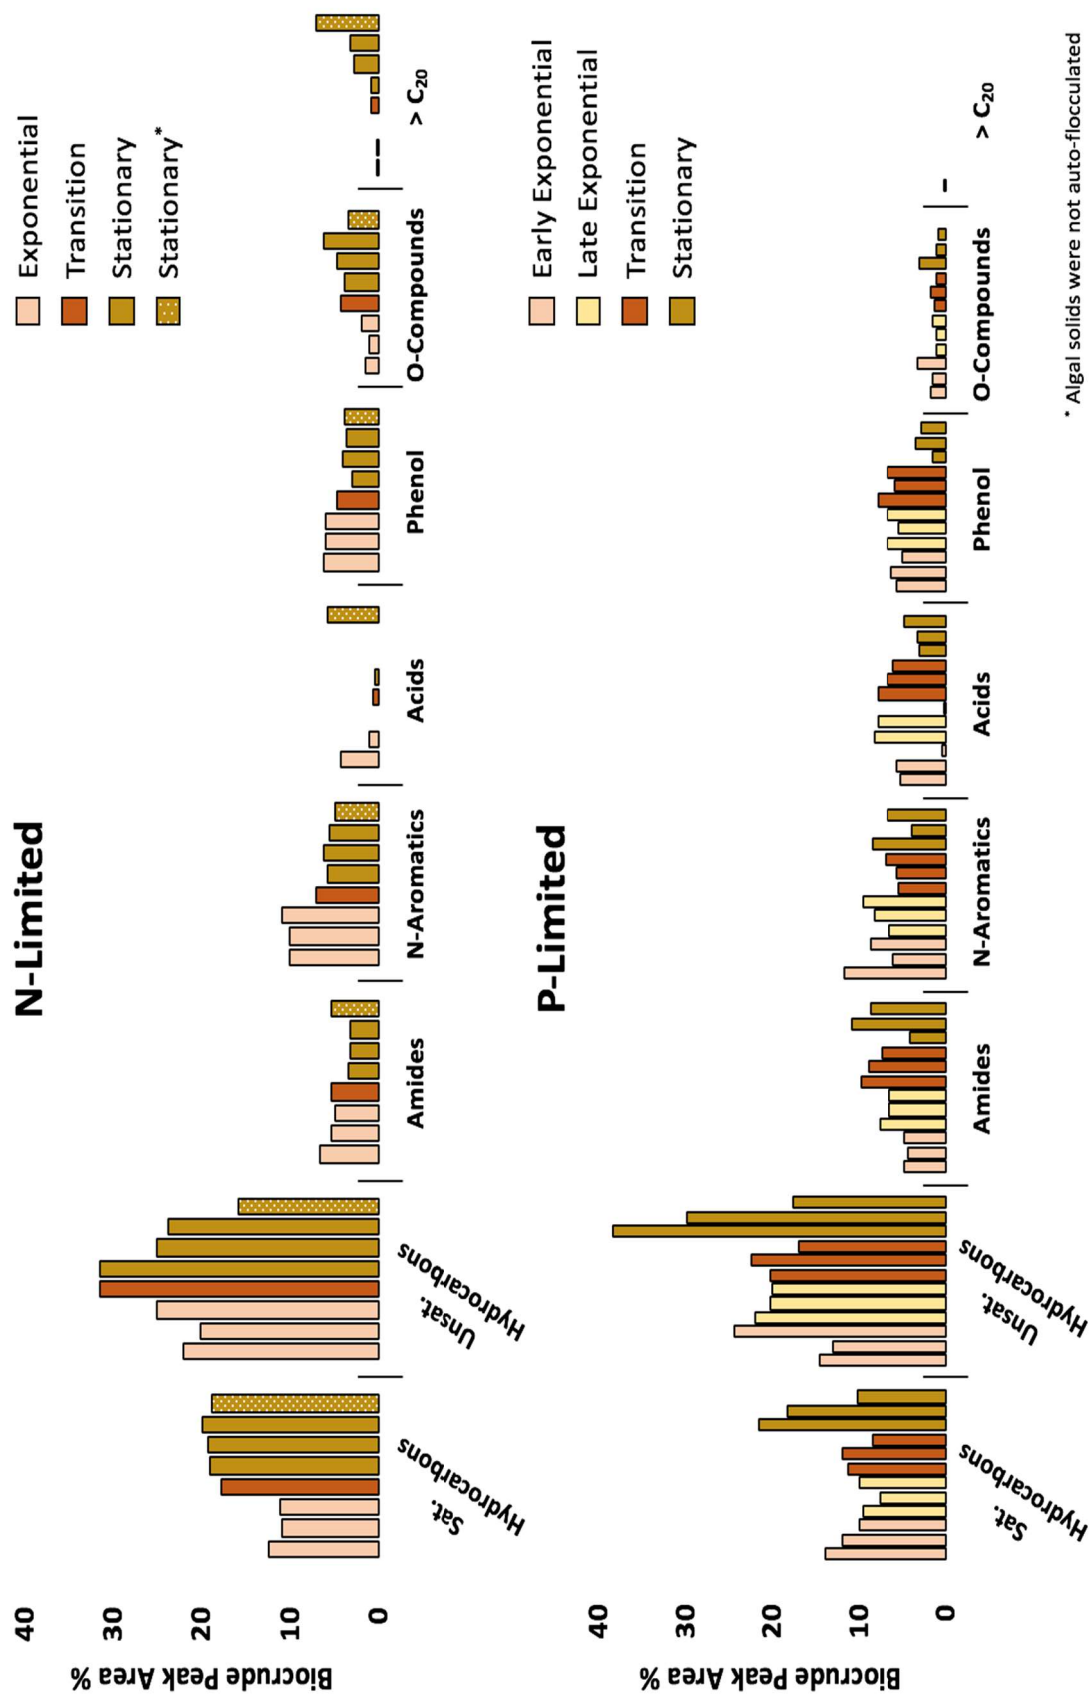 N-Limited
Exponential
Transition
Stationary
Stationary*
Biocrude Peak Area %
40
30
20
10
0
Sat.
Hydrocarbons
Unsat.
Hydrocarbons
Amides
N-Aromatics
Acids
Phenol
O-Compounds
> C20
P-Limited
Early Exponential
Late Exponential
Transition
Stationary
Biocrude Peak Area %
40
30
20
10
0
Sat.
Hydrocarbons
Unsat.
Hydrocarbons
Amides
N-Aromatics
Acids
Phenol
O-Compounds
> C20
* Algal solids were not auto-flocculated